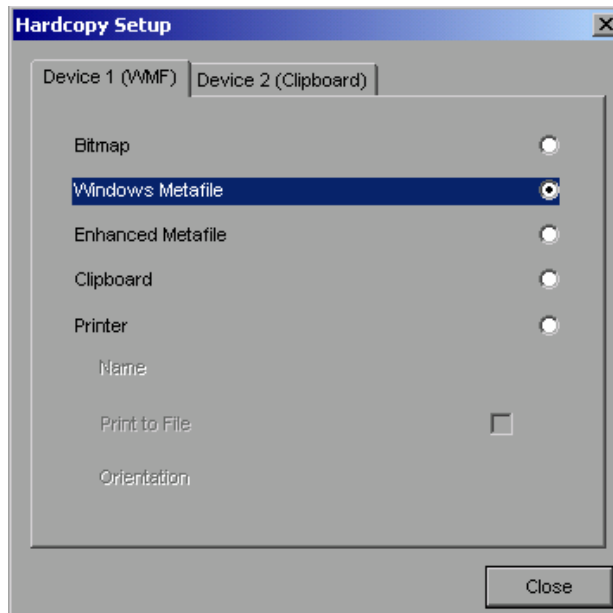 Hardcopy Setup
Device 1 (WMF) Device 2 (Clipboard)
Bitmap
Windows Metafile
Enhanced Metafile
Clipboard
Printer
Name
Print to File
Orientation
Close